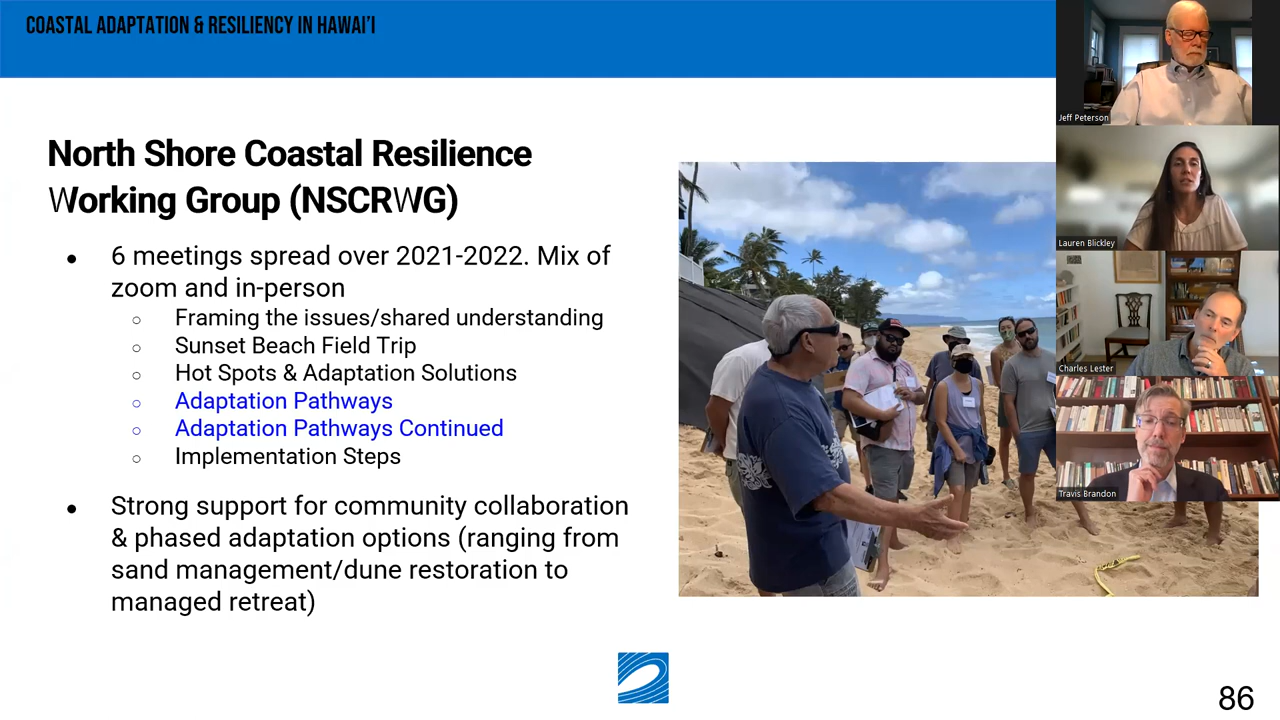 COASTAL ADAPTATION & RESILIENCY IN HAWAI'I
North Shore Coastal Resilience
Working Group (NSCRWG)
● 6 meetings spread over 2021-2022. Mix of
zoom and in-person
○ Framing the issues/shared understanding
○ Sunset Beach Field Trip
○ Hot Spots & Adaptation Solutions
○ Adaptation Pathways
○ Adaptation Pathways Continued
○ Implementation Steps
● Strong support for community collaboration
& phased adaptation options (ranging from
sand management/dune restoration to
managed retreat)
Jeff Peterson
Lauren Blickley
Charles Lester
Travis Brandon
86